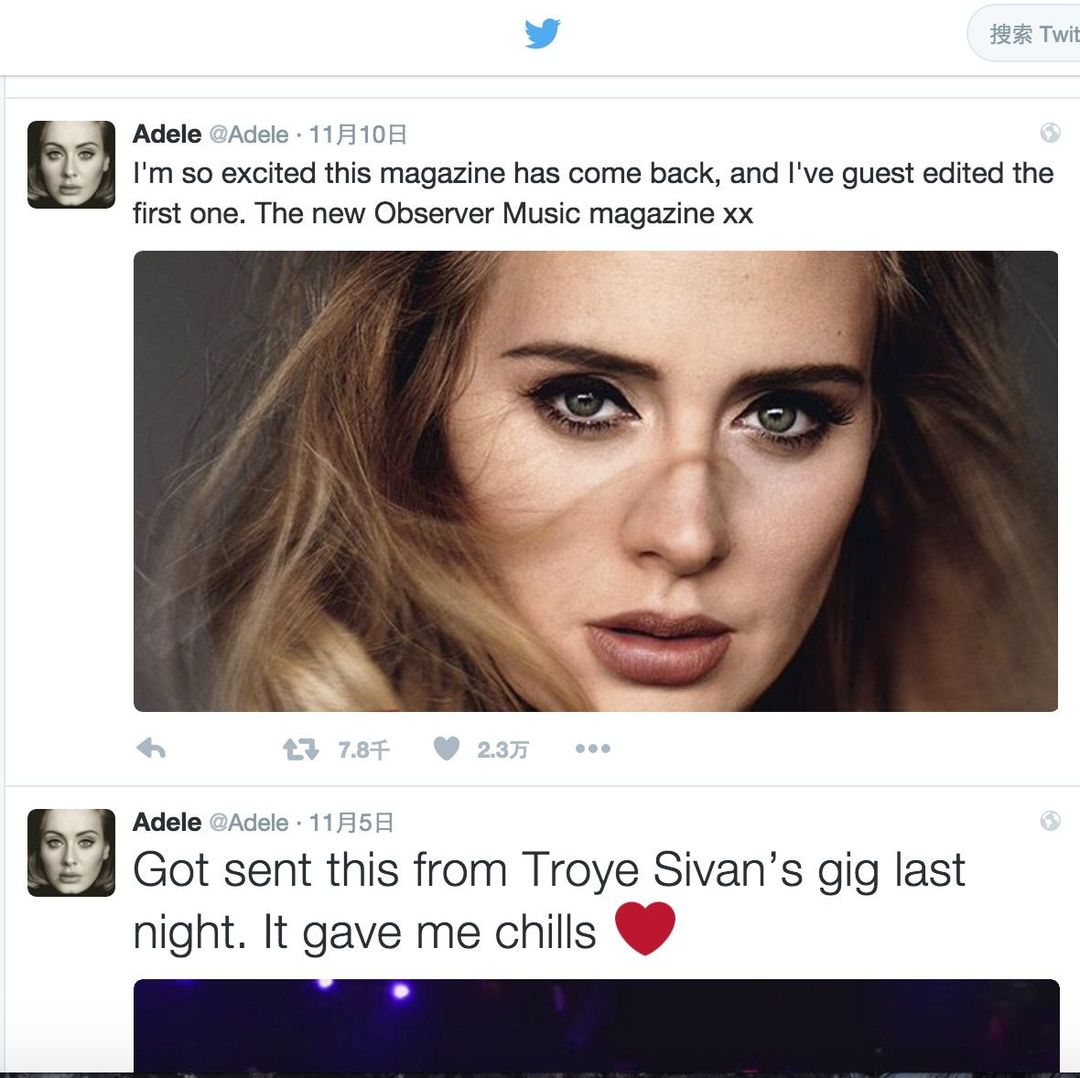 搜索 Twit
Adele @Adele · 11月10日
I'm so excited this magazine has come back, and I've guest edited the
first one. The new Observer Music magazine xx
7.8千 2.3万
Adele @Adele · 11月5日
Got sent this from Troye Sivan’s gig last
night. It gave me chills ❤